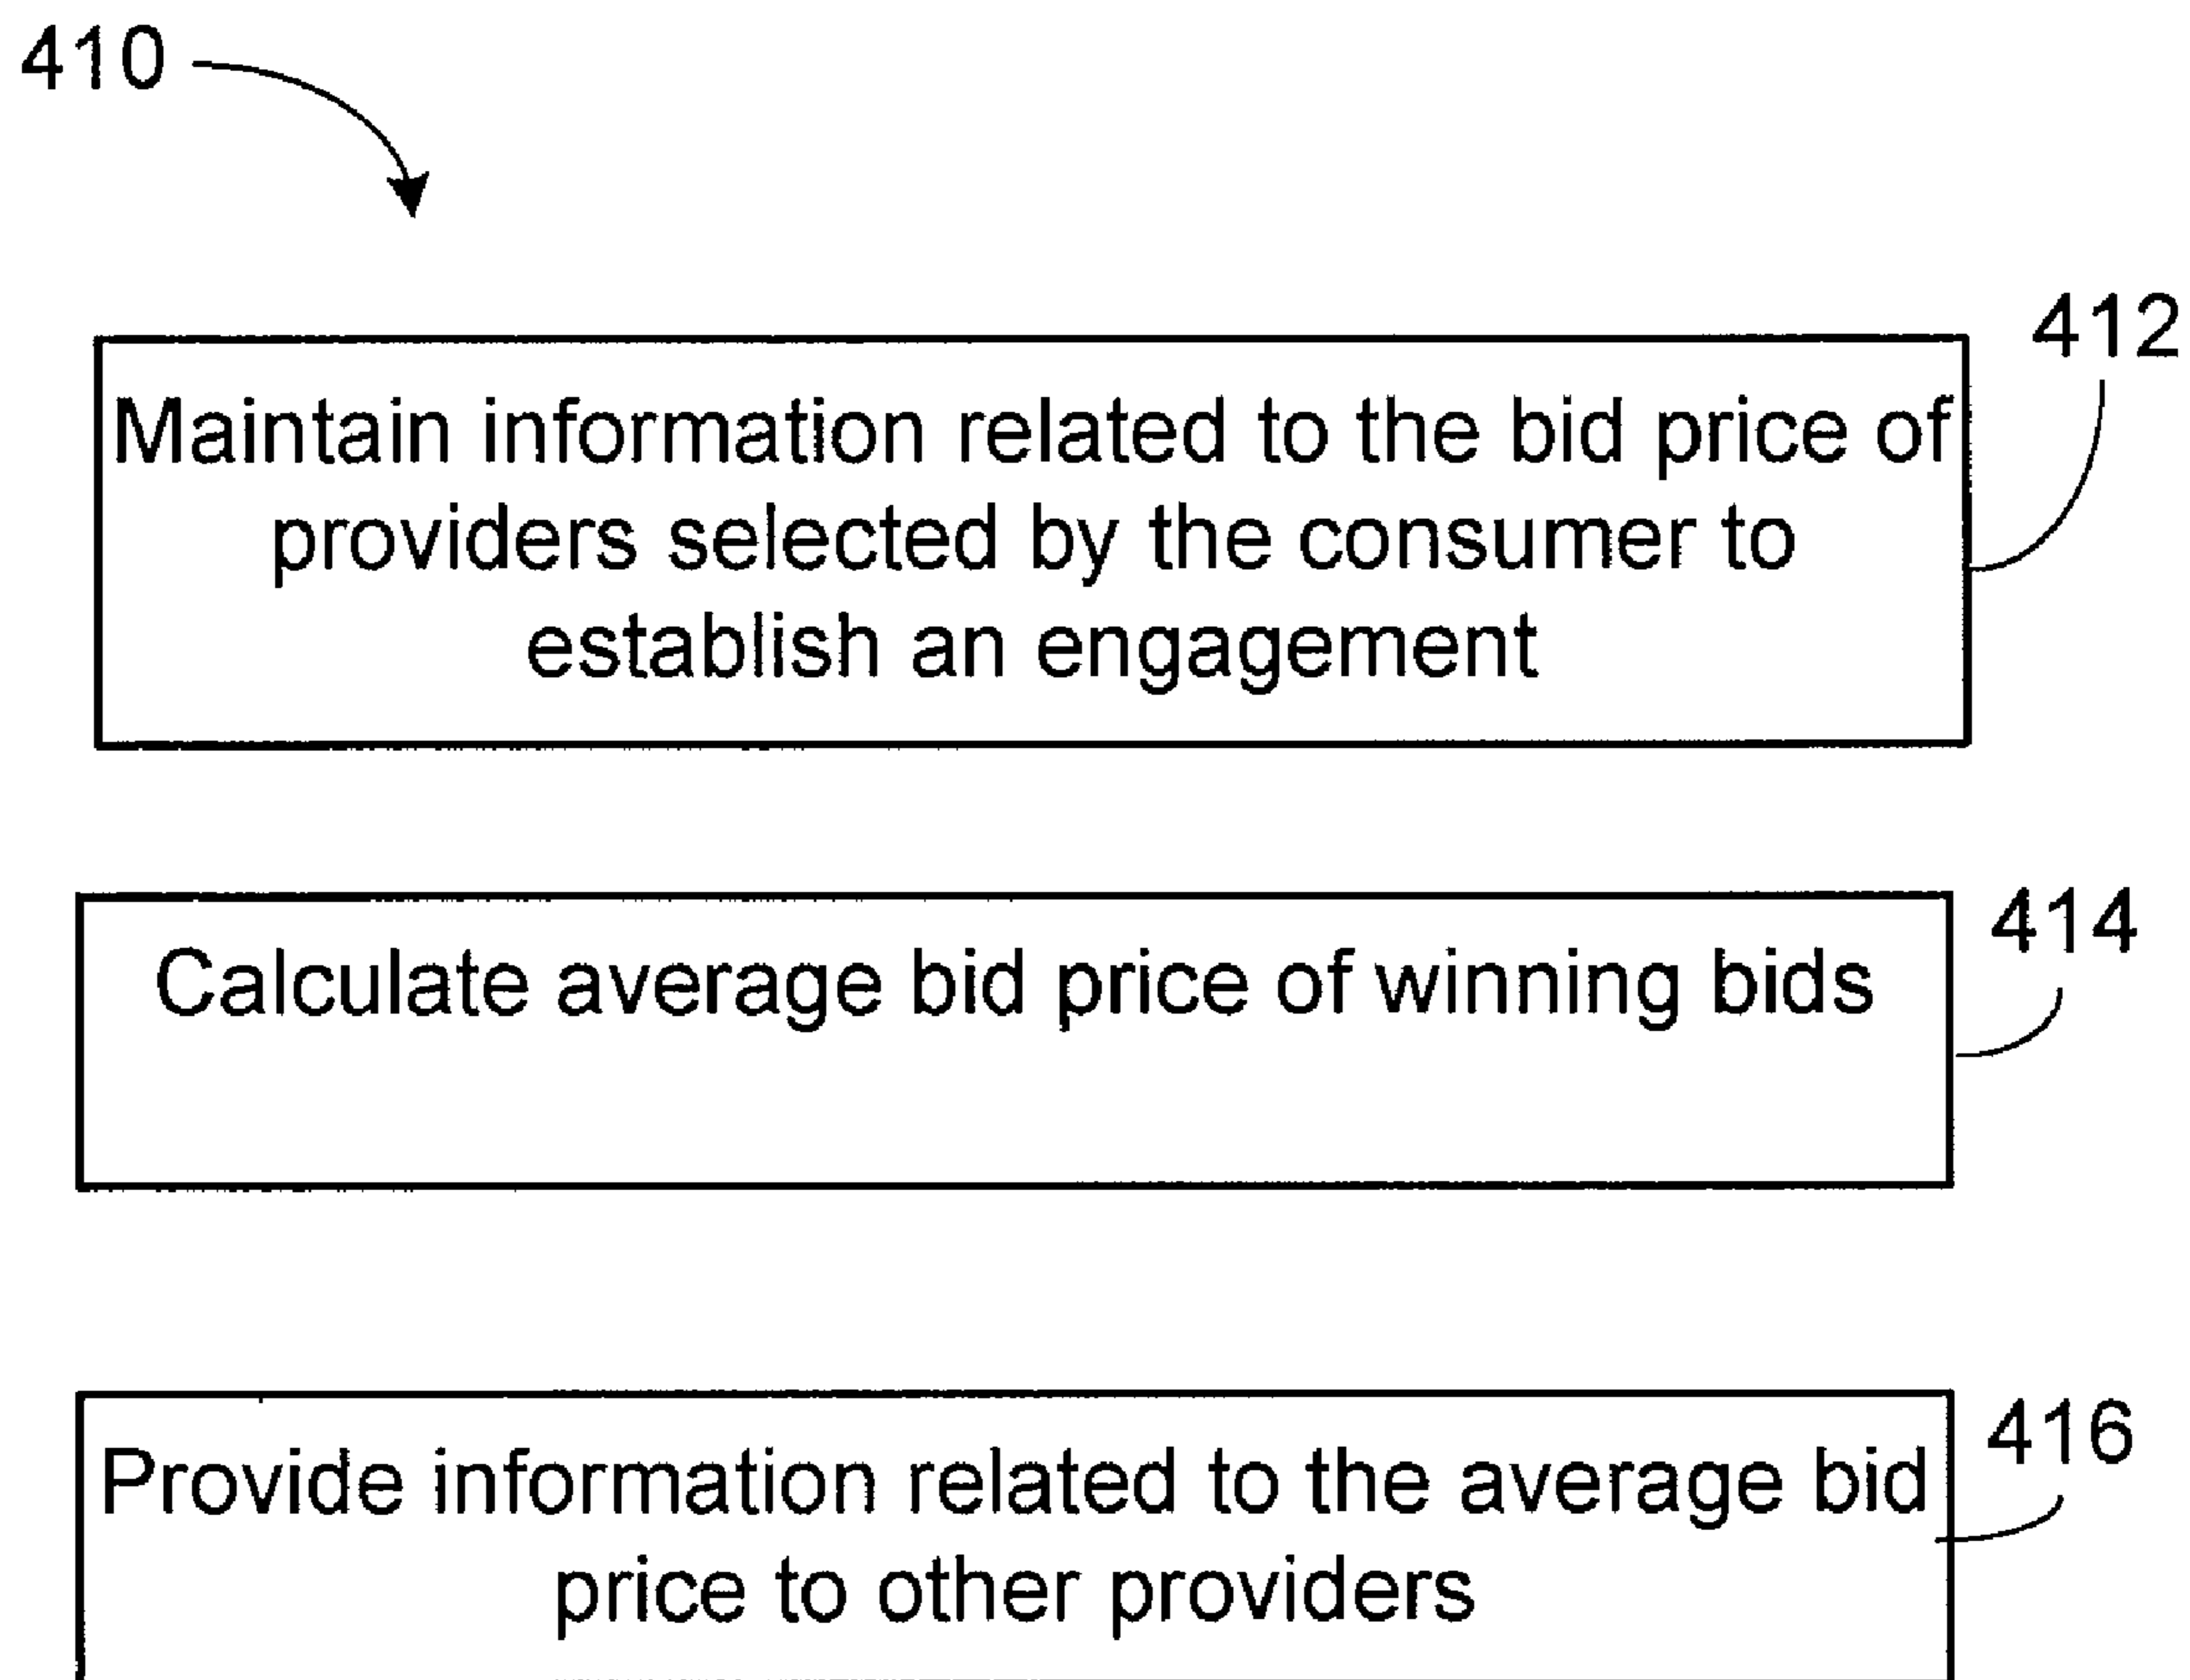 410
412
Maintain information related to the bid price of
providers selected by the consumer to
establish an engagement
414
Calculate average bid price of winning bids
416
Provide information related to the average bid
price to other providers